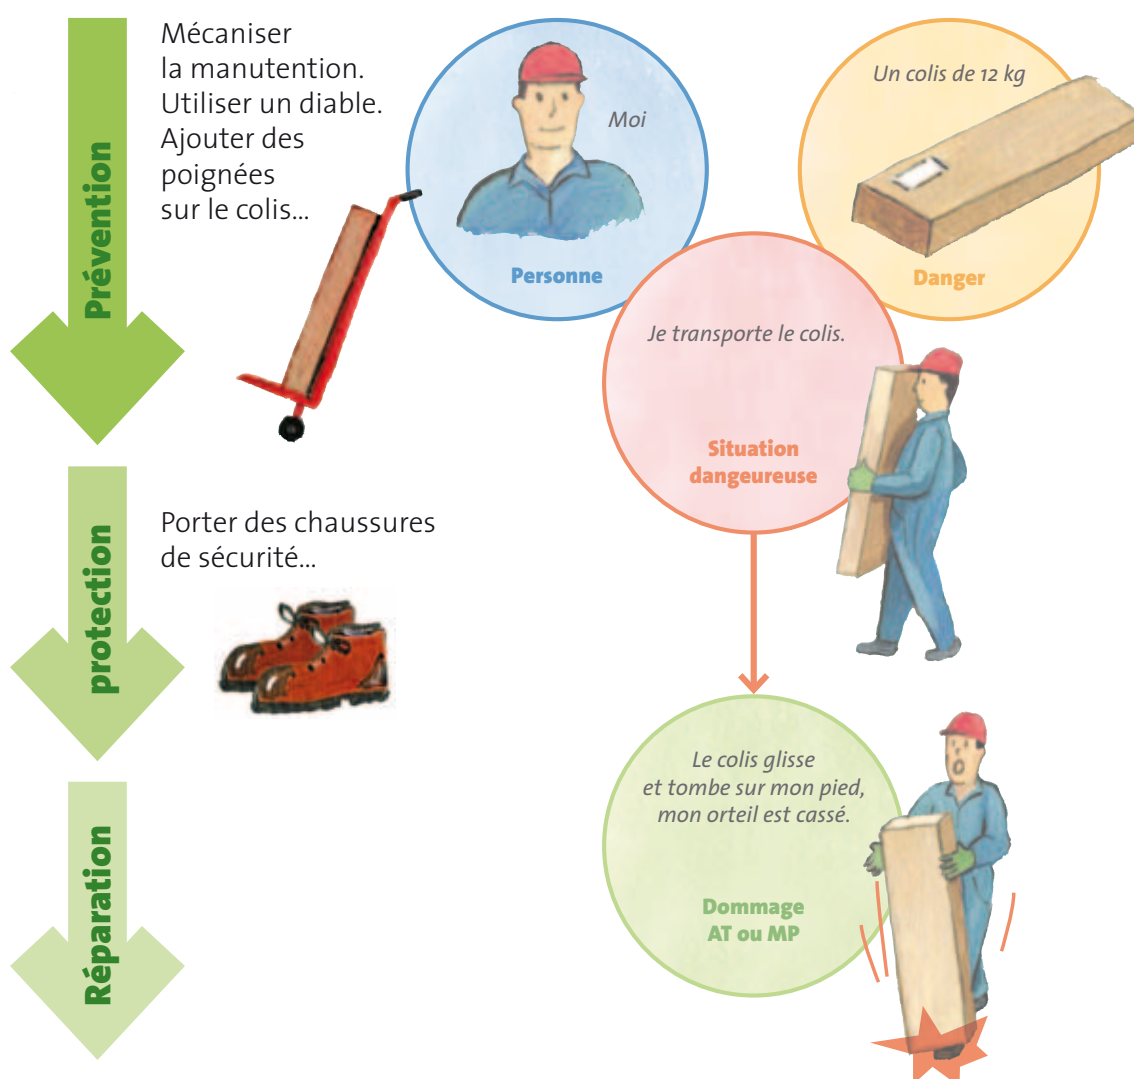 Prévention
Mécaniser
la manutention.
Utiliser un diable.
Ajouter des
poignées
sur le colis...
Moi
Personne
Un colis de 12 kg
Danger
Je transporte le colis.
Situation
dangeureuse
protection
Porter des chaussures
de sécurité...
Le colis glisse
et tombe sur mon pied,
mon orteil est cassé.
Dommage
AT ou MP
Réparation